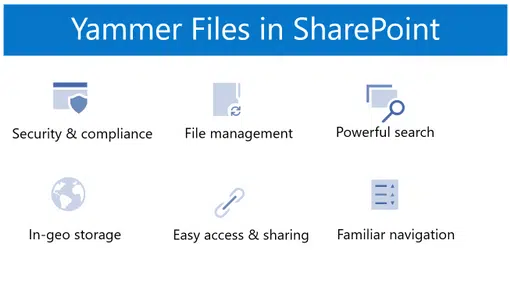 Yammer Files in SharePoint
Security & compliance
File management
Powerful search
In-geo storage
Easy access & sharing
Familiar navigation